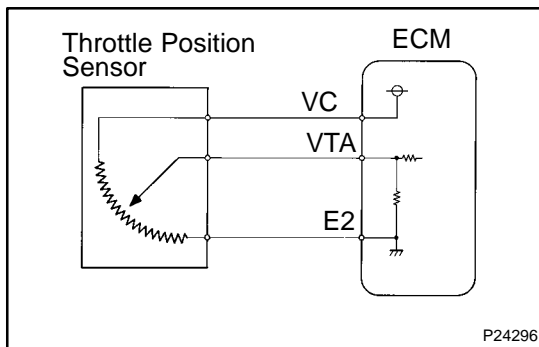 Throttle Position
Sensor
ECM
VC
VTA
E2
P24296